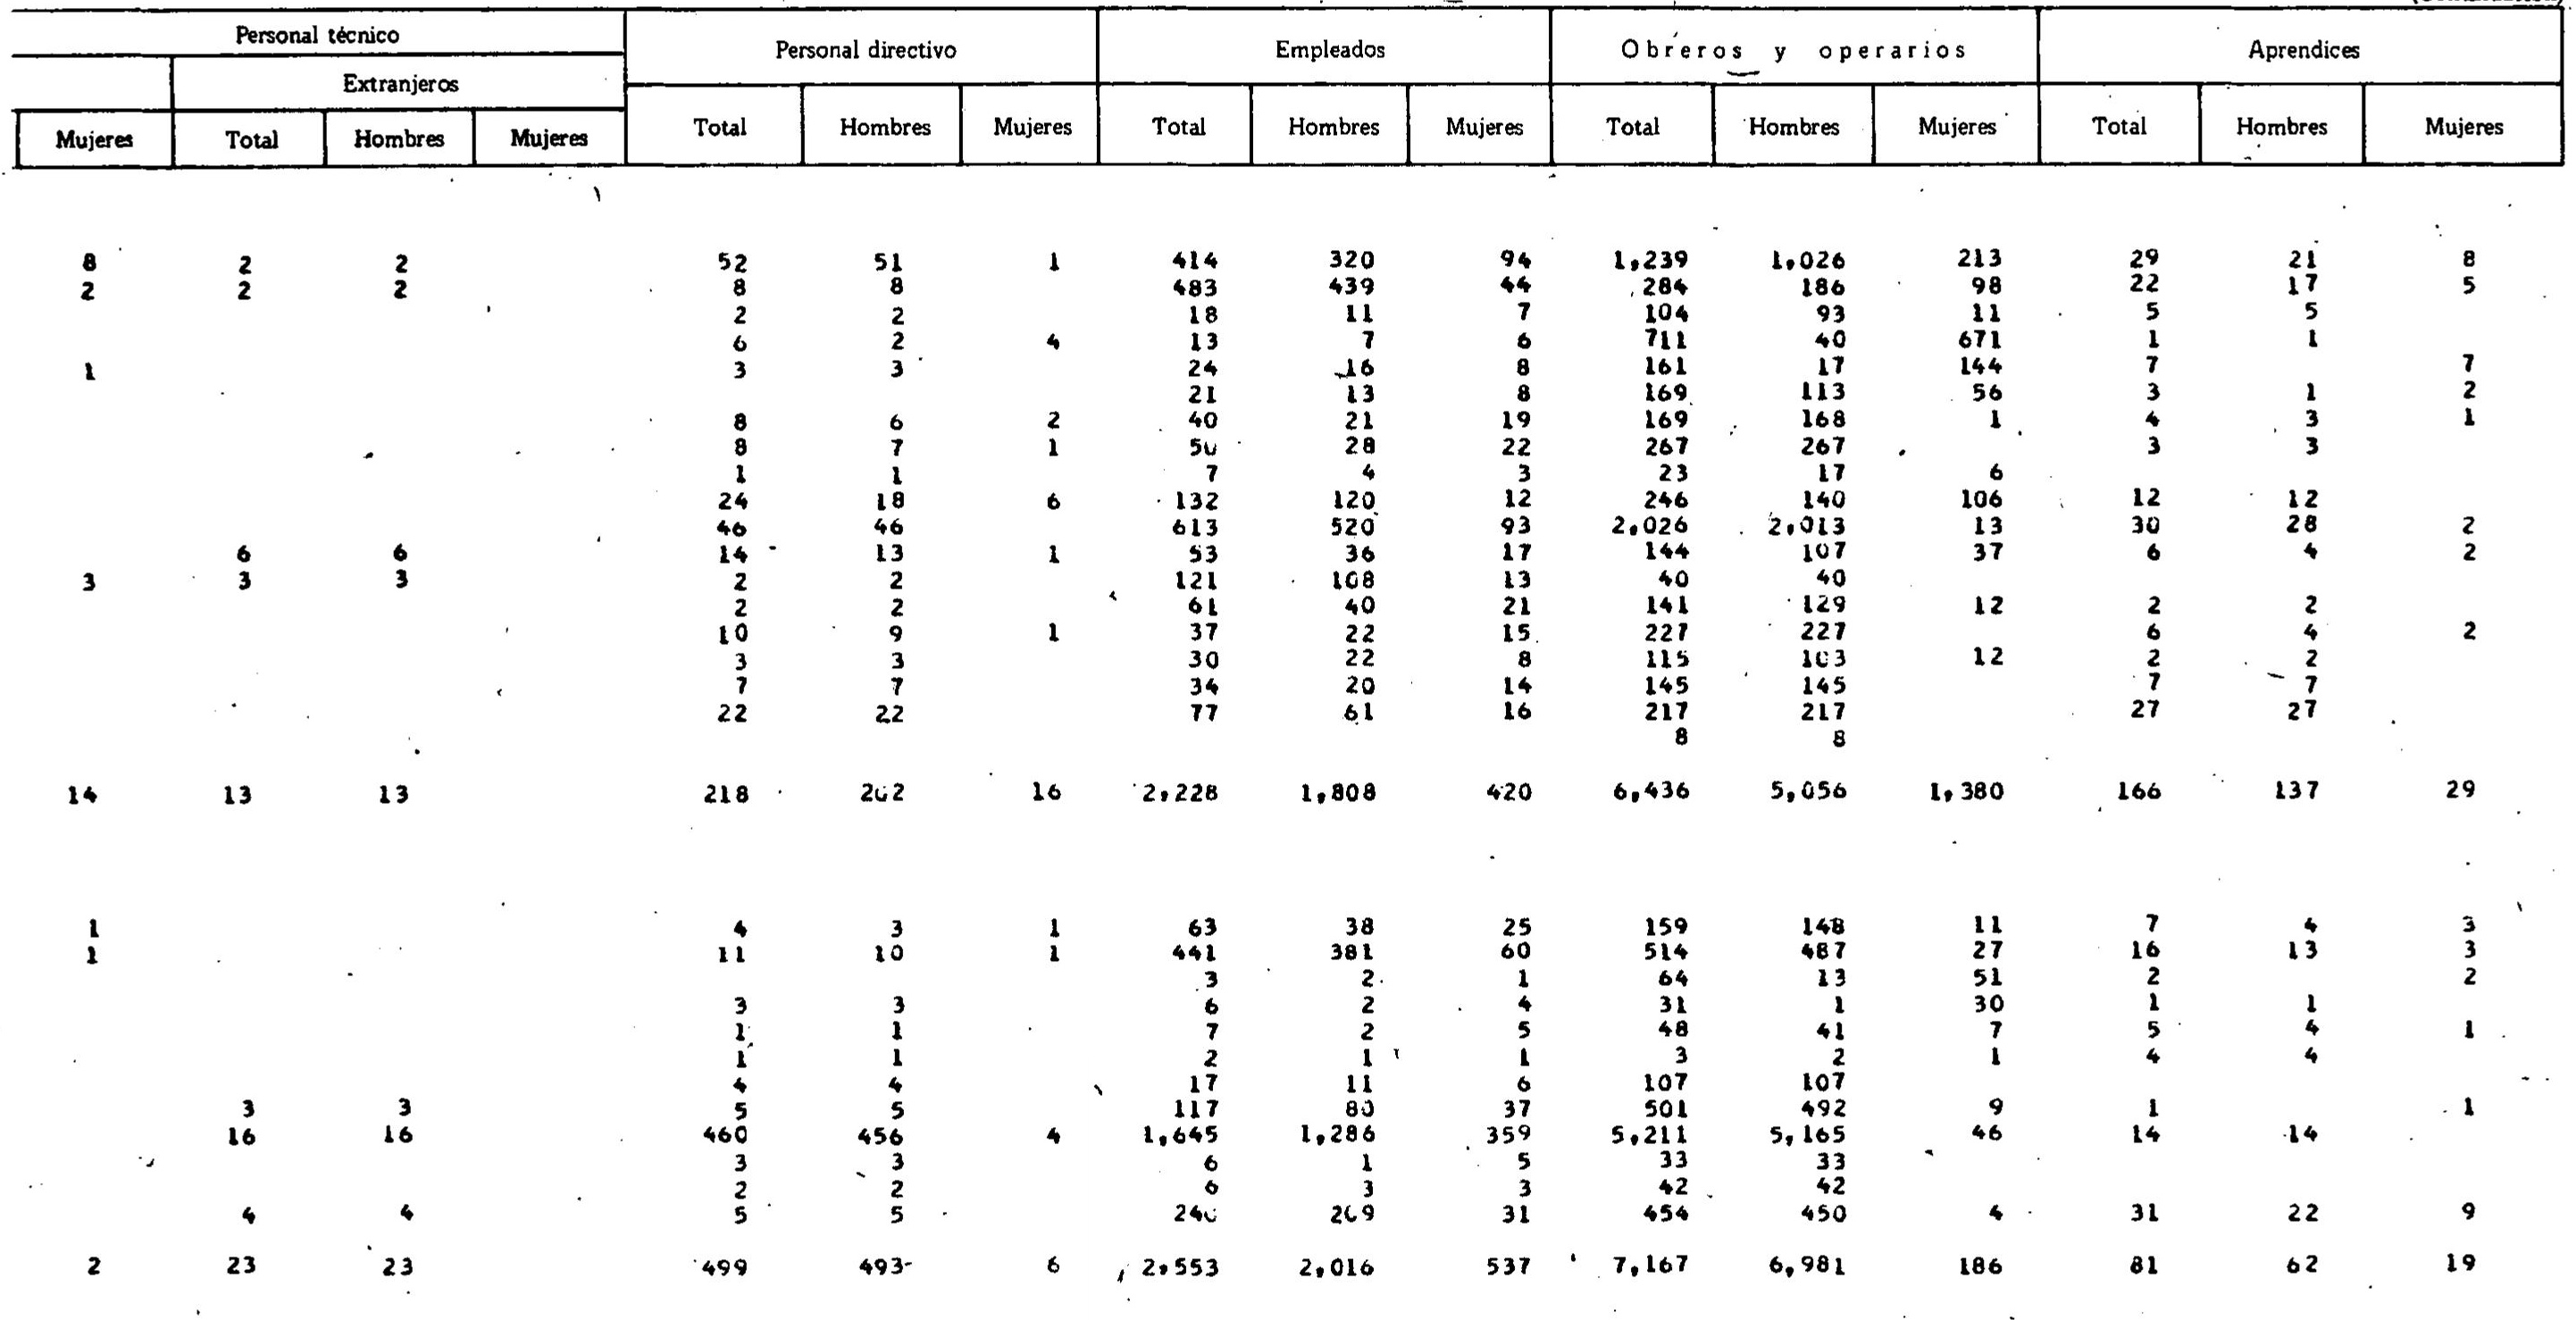 Personal técnico Personal directivo Empleados Obreros y operarios Aprendices
Extranjeros
Mujeres Total Hombres Mujeres Total Hombres Mujeres Total Hombres Mujeres Total Hombres Mujeres Total Hombres Mujeres
8 2 2 52 51 1 414 320 94 1,239 1,026 213 29 21 8
2 2 2 8 8 483 439 44 284 186 98 22 17 5
2 2 18 11 7 104 93 11 5 5
6 2 4 13 7 6 711 40 671 1 1
1 3 3 24 16 8 161 17 144 7 7
21 13 8 169 113 56 3 1 2
8 6 2 40 21 19 169 168 1 4 3 1
8 7 1 50 28 22 267 267 3 3
1 1 7 4 3 23 17 6
24 18 6 132 120 12 246 140 106 12 12
46 46 613 520 93 2,026 2,013 13 30 28 2
6 6 14 13 1 53 36 17 144 107 37 6 4 2
3 3 3 2 2 121 108 13 40 40
2 2 61 40 21 141 129 12 2 2
10 9 1 37 22 15 227 227 6 4 2
3 3 30 22 8 115 103 12 2 2
7 7 34 20 14 145 145 7 7
22 22 77 61 16 217 217 27 27
8 8
14 13 13 218 202 16 2,228 1,808 420 6,436 5,056 1,380 166 137 29
1 4 3 1 63 38 25 159 148 11 7 4 3
1 11 10 1 441 381 60 514 487 27 16 13 3
3 2 1 64 13 51 2 2
3 3 6 2 4 31 1 30 1 1
1 1 7 2 5 48 41 7 5 4 1
1 1 2 1 1 3 2 1 4 4
4 4 17 11 6 107 107
3 3 5 5 117 80 37 501 492 9 1 1
16 16 460 456 4 1,645 1,286 359 5,211 5,165 46 14 14
3 3 6 1 5 33 33
2 2 6 3 3 42 42
4 4 5 5 240 209 31 454 450 4 31 22 9
2 23 23 499 493 6 2,553 2,016 537 7,167 6,981 186 81 62 19